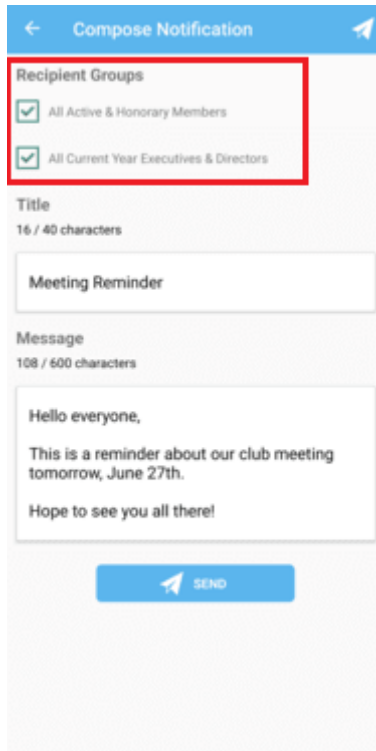 Compose Notification
Recipient Groups
All Active & Honorary Members
All Current Year Executives & Directors
Title
16 / 40 characters
Meeting Reminder
Message
108 / 600 characters
Hello everyone,
This is a reminder about our club meeting
tomorrow, June 27th.
Hope to see you all there!
SEND